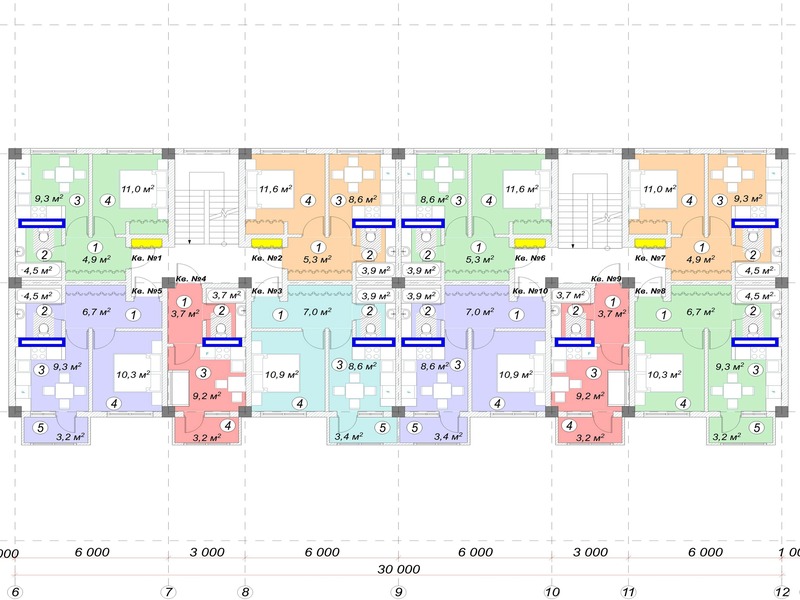 9,3 м² 3 4 11,0 м² 11,6 м² 4 3 8,6 м² 8,6 м² 3 4 11,6 м² 11,0 м² 4 3 9,3 м²
2 1 4,9 м² 4,5 м² Кв. №1 Кв. №2 1 5,3 м² 2 3,9 м² 2 3,9 м² 1 5,3 м² Кв. №6 Кв. №7 1 4,9 м² 2 4,5 м²
Кв. №5 Кв. №4 Кв. №3 Кв. №10 Кв. №9 Кв. №8
4,5 м² 2 6,7 м² 1 1 3,7 м² 3,7 м² 2 1 7,0 м² 3,9 м² 2 3,9 м² 2 7,0 м² 1 3,7 м² 2 1 3,7 м² 1 6,7 м² 4,5 м² 2
3 9,3 м² 10,3 м² 4 3 9,2 м² 10,9 м² 4 3 8,6 м² 3 8,6 м² 10,9 м² 4 3 9,2 м² 10,3 м² 4 9,3 м² 3
5 3,2 м² 3,2 м² 4 3,4 м² 5 5 3,4 м² 4 3,2 м² 3,2 м² 5
000 6 000 3 000 6 000 6 000 3 000 6 000 1 00
30 000
6 7 8 9 10 11 12